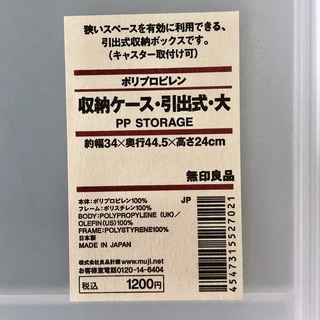 狭いスペースを有効に利用できる、
引出式収納ボックスです。
(キャスター取付け可)
ポリプロピレン
収納ケース・引出式・大
PP STORAGE
約幅34×奥行44.5×高さ24cm
無印良品
本体:ポリプロピレン100%
フレーム:ポリスチレン100%
BODY:POLYPROPYLENE (UK)/
OLEFIN(US)100%
FRAME:POLYSTYRENE100%
日本製
MADE IN JAPAN
株式会社良品計画 www.muji.net
お客様室電話0120-14-6404
税込 1200円
JP
4547315527021